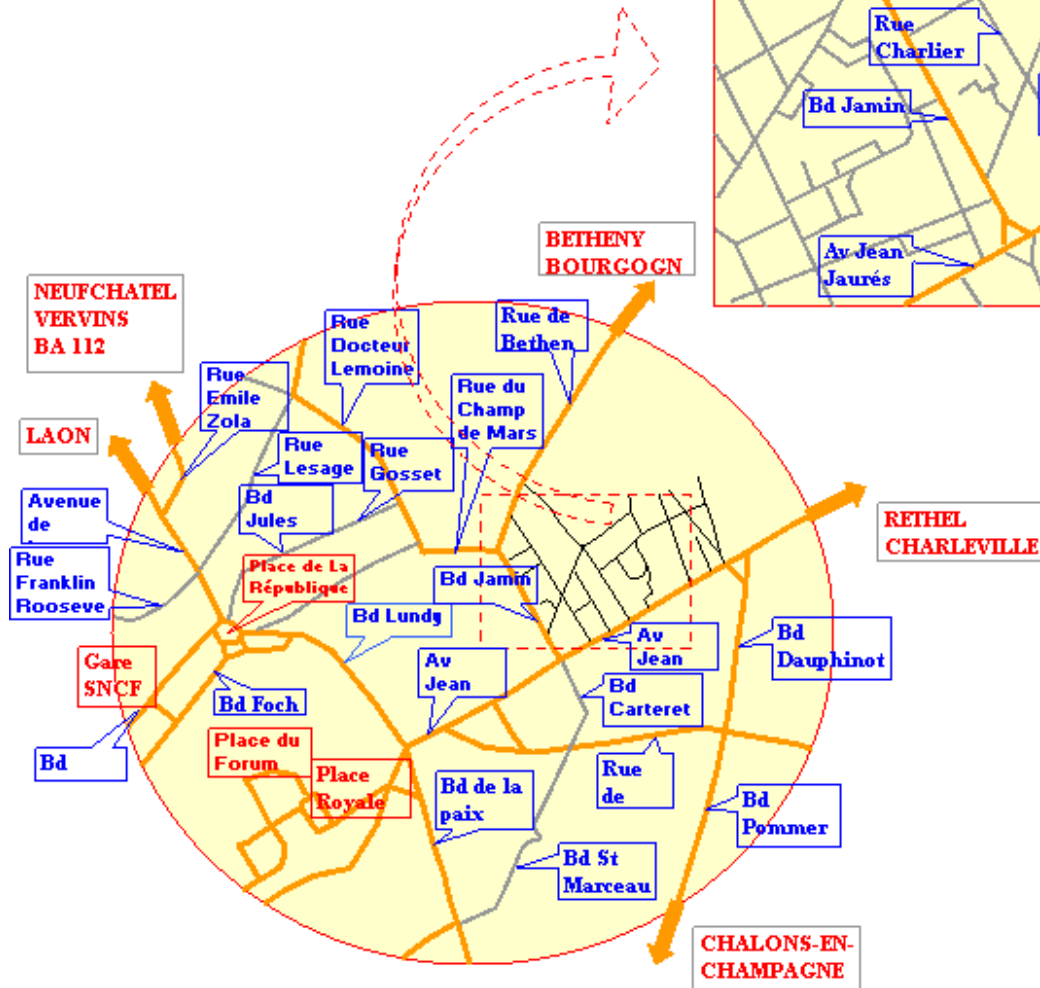 Rue
Charlier
Bd Jamin
Av Jean
Jaurés
BETHENY
BOURGOGN
NEUFCHATEL
VERVINS
BA 112
LAON
Rue
Docteur
Lemoine
Rue de
Bethen
Rue
Emile
Zola
Rue du
Champ
de Mars
Rue
Lesage
Rue
Gosset
Bd
Jules
Avenue
de
RETHEL
CHARLEVILLE
Rue
Franklin
Rooseve
Place de La
République
Bd Jamin
Bd Lundy
Av
Jean
Bd
Dauphinot
Gare
SNCF
Av
Jean
Bd
Carteret
Bd Foch
Bd
Place du
Forum
Place
Royale
Rue
de
Bd de la
paix
Bd
Pommer
Bd St
Marceau
CHALONS-EN-
CHAMPAGNE